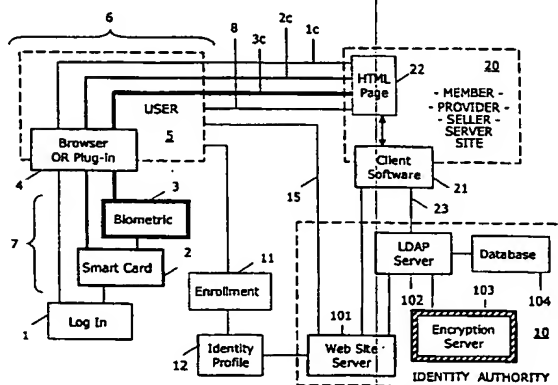 6
8
2c
1c
3c
HTML
Page
22
20
- MEMBER -
- PROVIDER -
- SELLER -
SERVER
SITE
USER
5
Browser
OR Plug-In
4
3
Biometric
7
Smart Card
2
Log In
1
11
Enrollment
12
Identity
Profile
15
Client
Software
21
23
101
Web Site
Server
LDAP
Server
102
Database
104
103
Encryption
Server
10
IDENTITY AUTHORITY